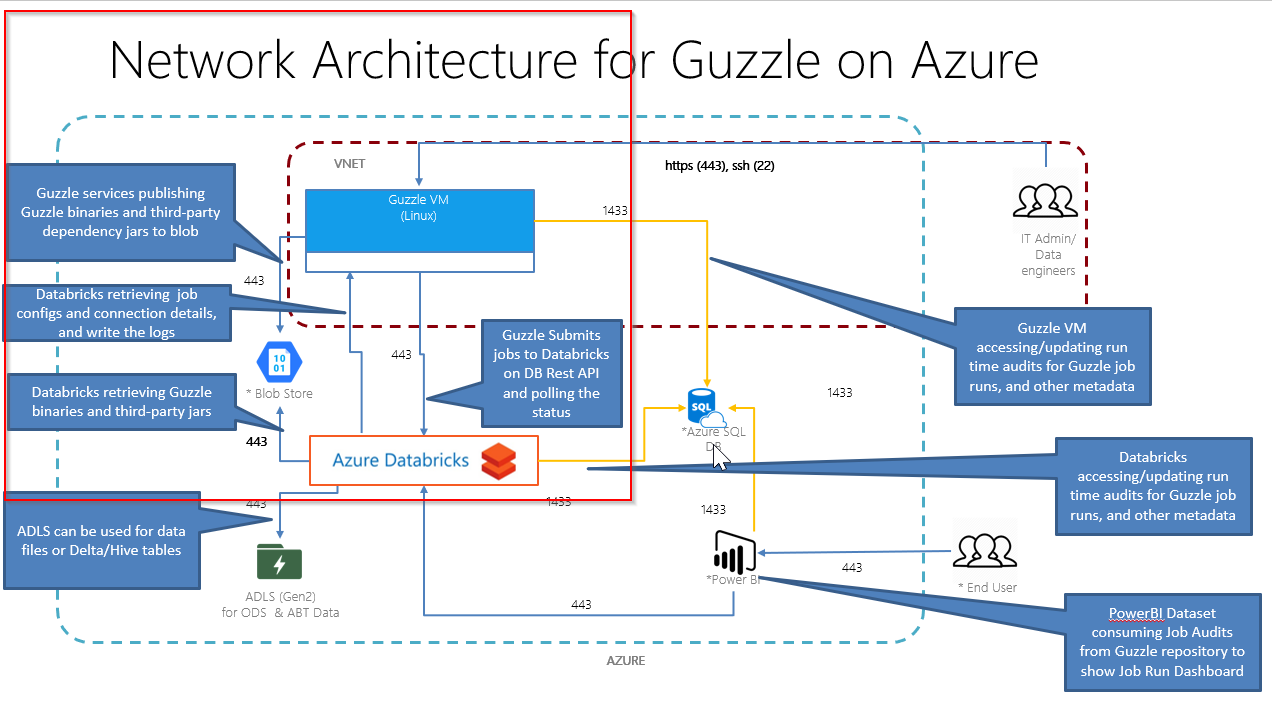 Network Architecture for Guzzle on Azure
VNET
https (443), ssh (22)
Guzzle services publishing
Guzzle binaries and third-party
dependency jars to blob
Guzzle VM
(Linux)
1433
IT Admin/
Data
engineers
443
Databricks retrieving job
configs and connection details,
and write the logs
Guzzle Submits
jobs to Databricks
on DB Rest API
and polling the
status
443
Guzzle VM
accessing/updating run
time audits for Guzzle job
runs, and other metadata
10
01
* Blob Store
Databricks retrieving Guzzle
binaries and third-party jars
1433
SQL
*Azure SQL
DB
443
Azure Databricks
Databricks
accessing/updating run
time audits for Guzzle job
runs, and other metadata
443
1433
1433
ADLS can be used for data
files or Delta/Hive tables
*Power BI
443
* End User
ADLS (Gen2)
for ODS & ABT Data
443
PowerBI Dataset
consuming Job Audits
from Guzzle repository to
show Job Run Dashboard
AZURE